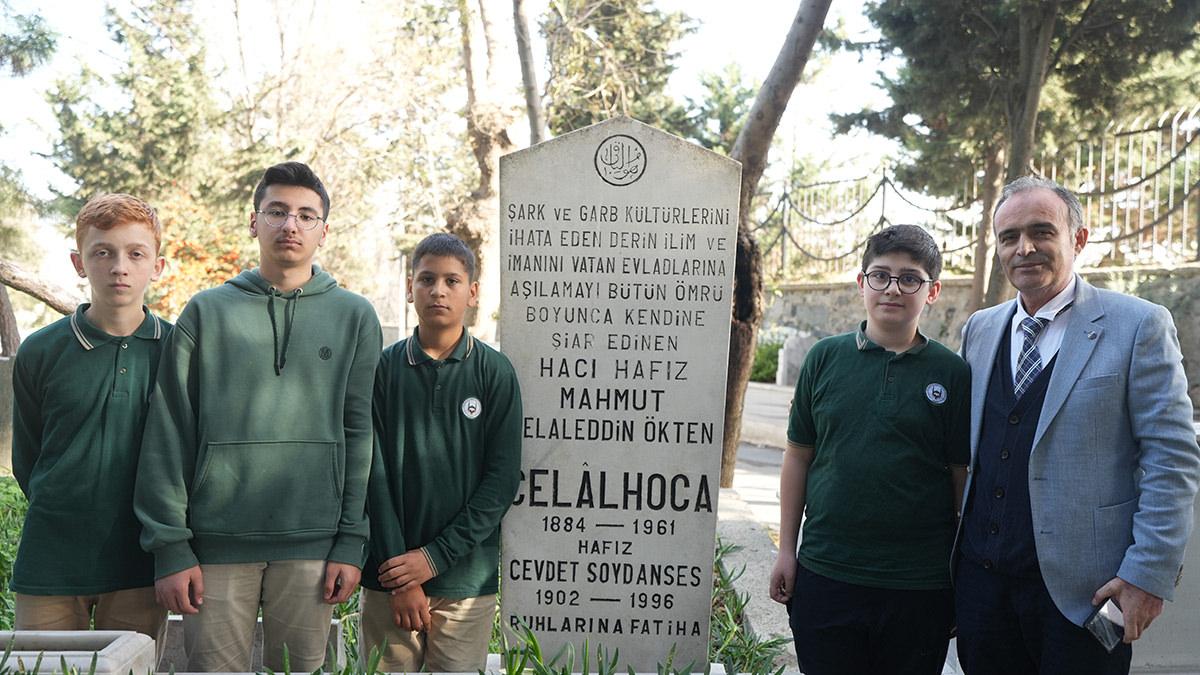 ŞARK VE GARB KÜLTÜRLERİNİ
İHATA EDEN DERİN İLİM VE
İMANINI VATAN EVLADLARINA
AŞILAMAYI BÜTÜN ÖMRÜ
BOYUNCA KENDİNE
ŞİAR EDİNEN
HACI HAFIZ
MAHMUT
ELALEDDİN ÖKTEN
CELÂLHOCA
1884 — 1961
HAFIZ
CEVDET SOYDANSES
1902 — 1996
RUHLARINA FATİHA